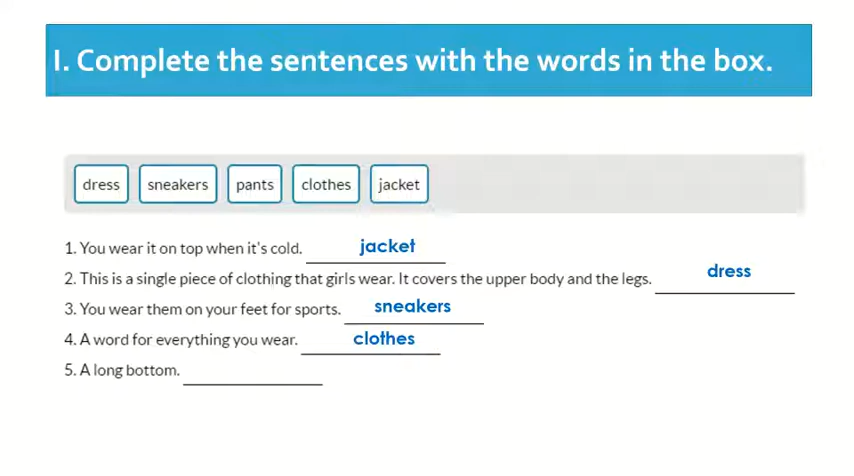 I. Complete the sentences with the words in the box.
dress sneakers pants clothes jacket
1. You wear it on top when it's cold. jacket
2. This is a single piece of clothing that girls wear. It covers the upper body and the legs. dress
3. You wear them on your feet for sports. sneakers
4. A word for everything you wear. clothes
5. A long bottom.